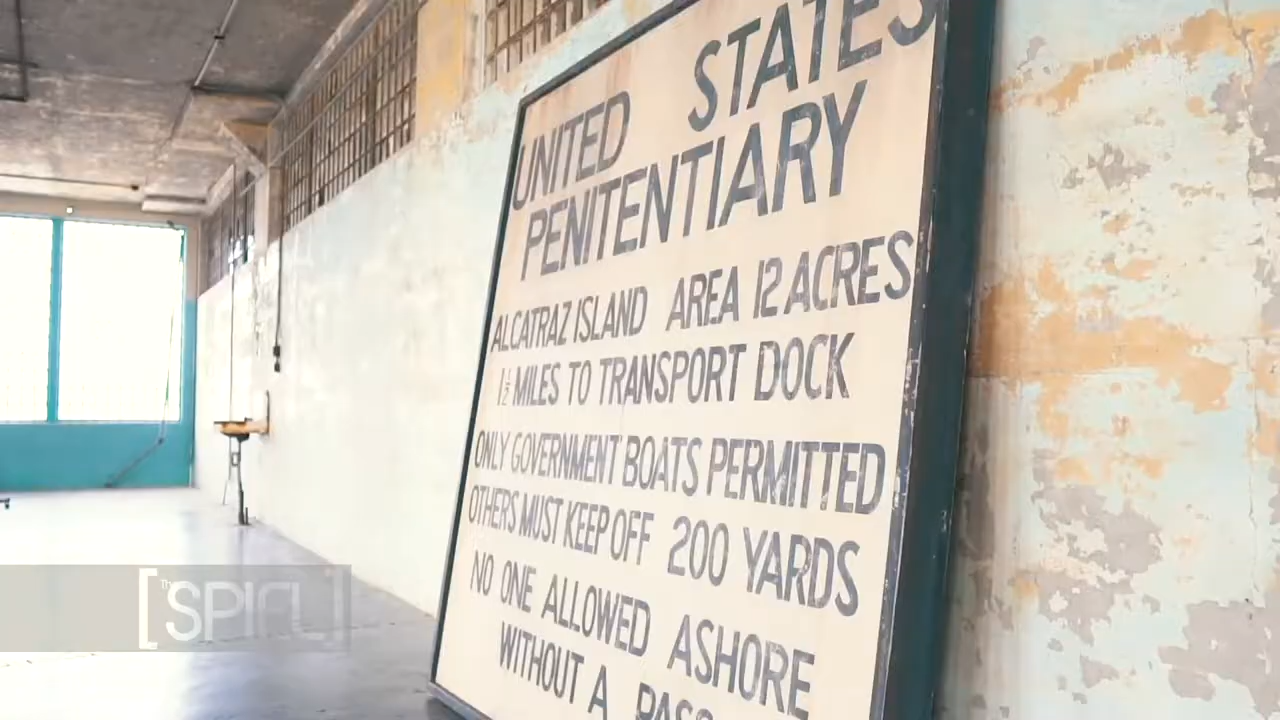 UNITED STATES
PENITENTIARY
ALCATRAZ ISLAND AREA 12 ACRES
1½ MILES TO TRANSPORT DOCK
ONLY GOVERNMENT BOATS PERMITTED
OTHERS MUST KEEP OFF 200 YARDS
NO ONE ALLOWED ASHORE
WITHOUT A PASS